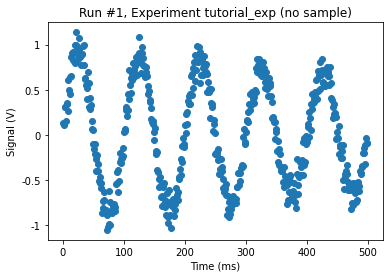 Run #1, Experiment tutorial_exp (no sample)
Signal (V)
1
0.5
0
-0.5
-1
0 100 200 300 400 500
Time (ms)